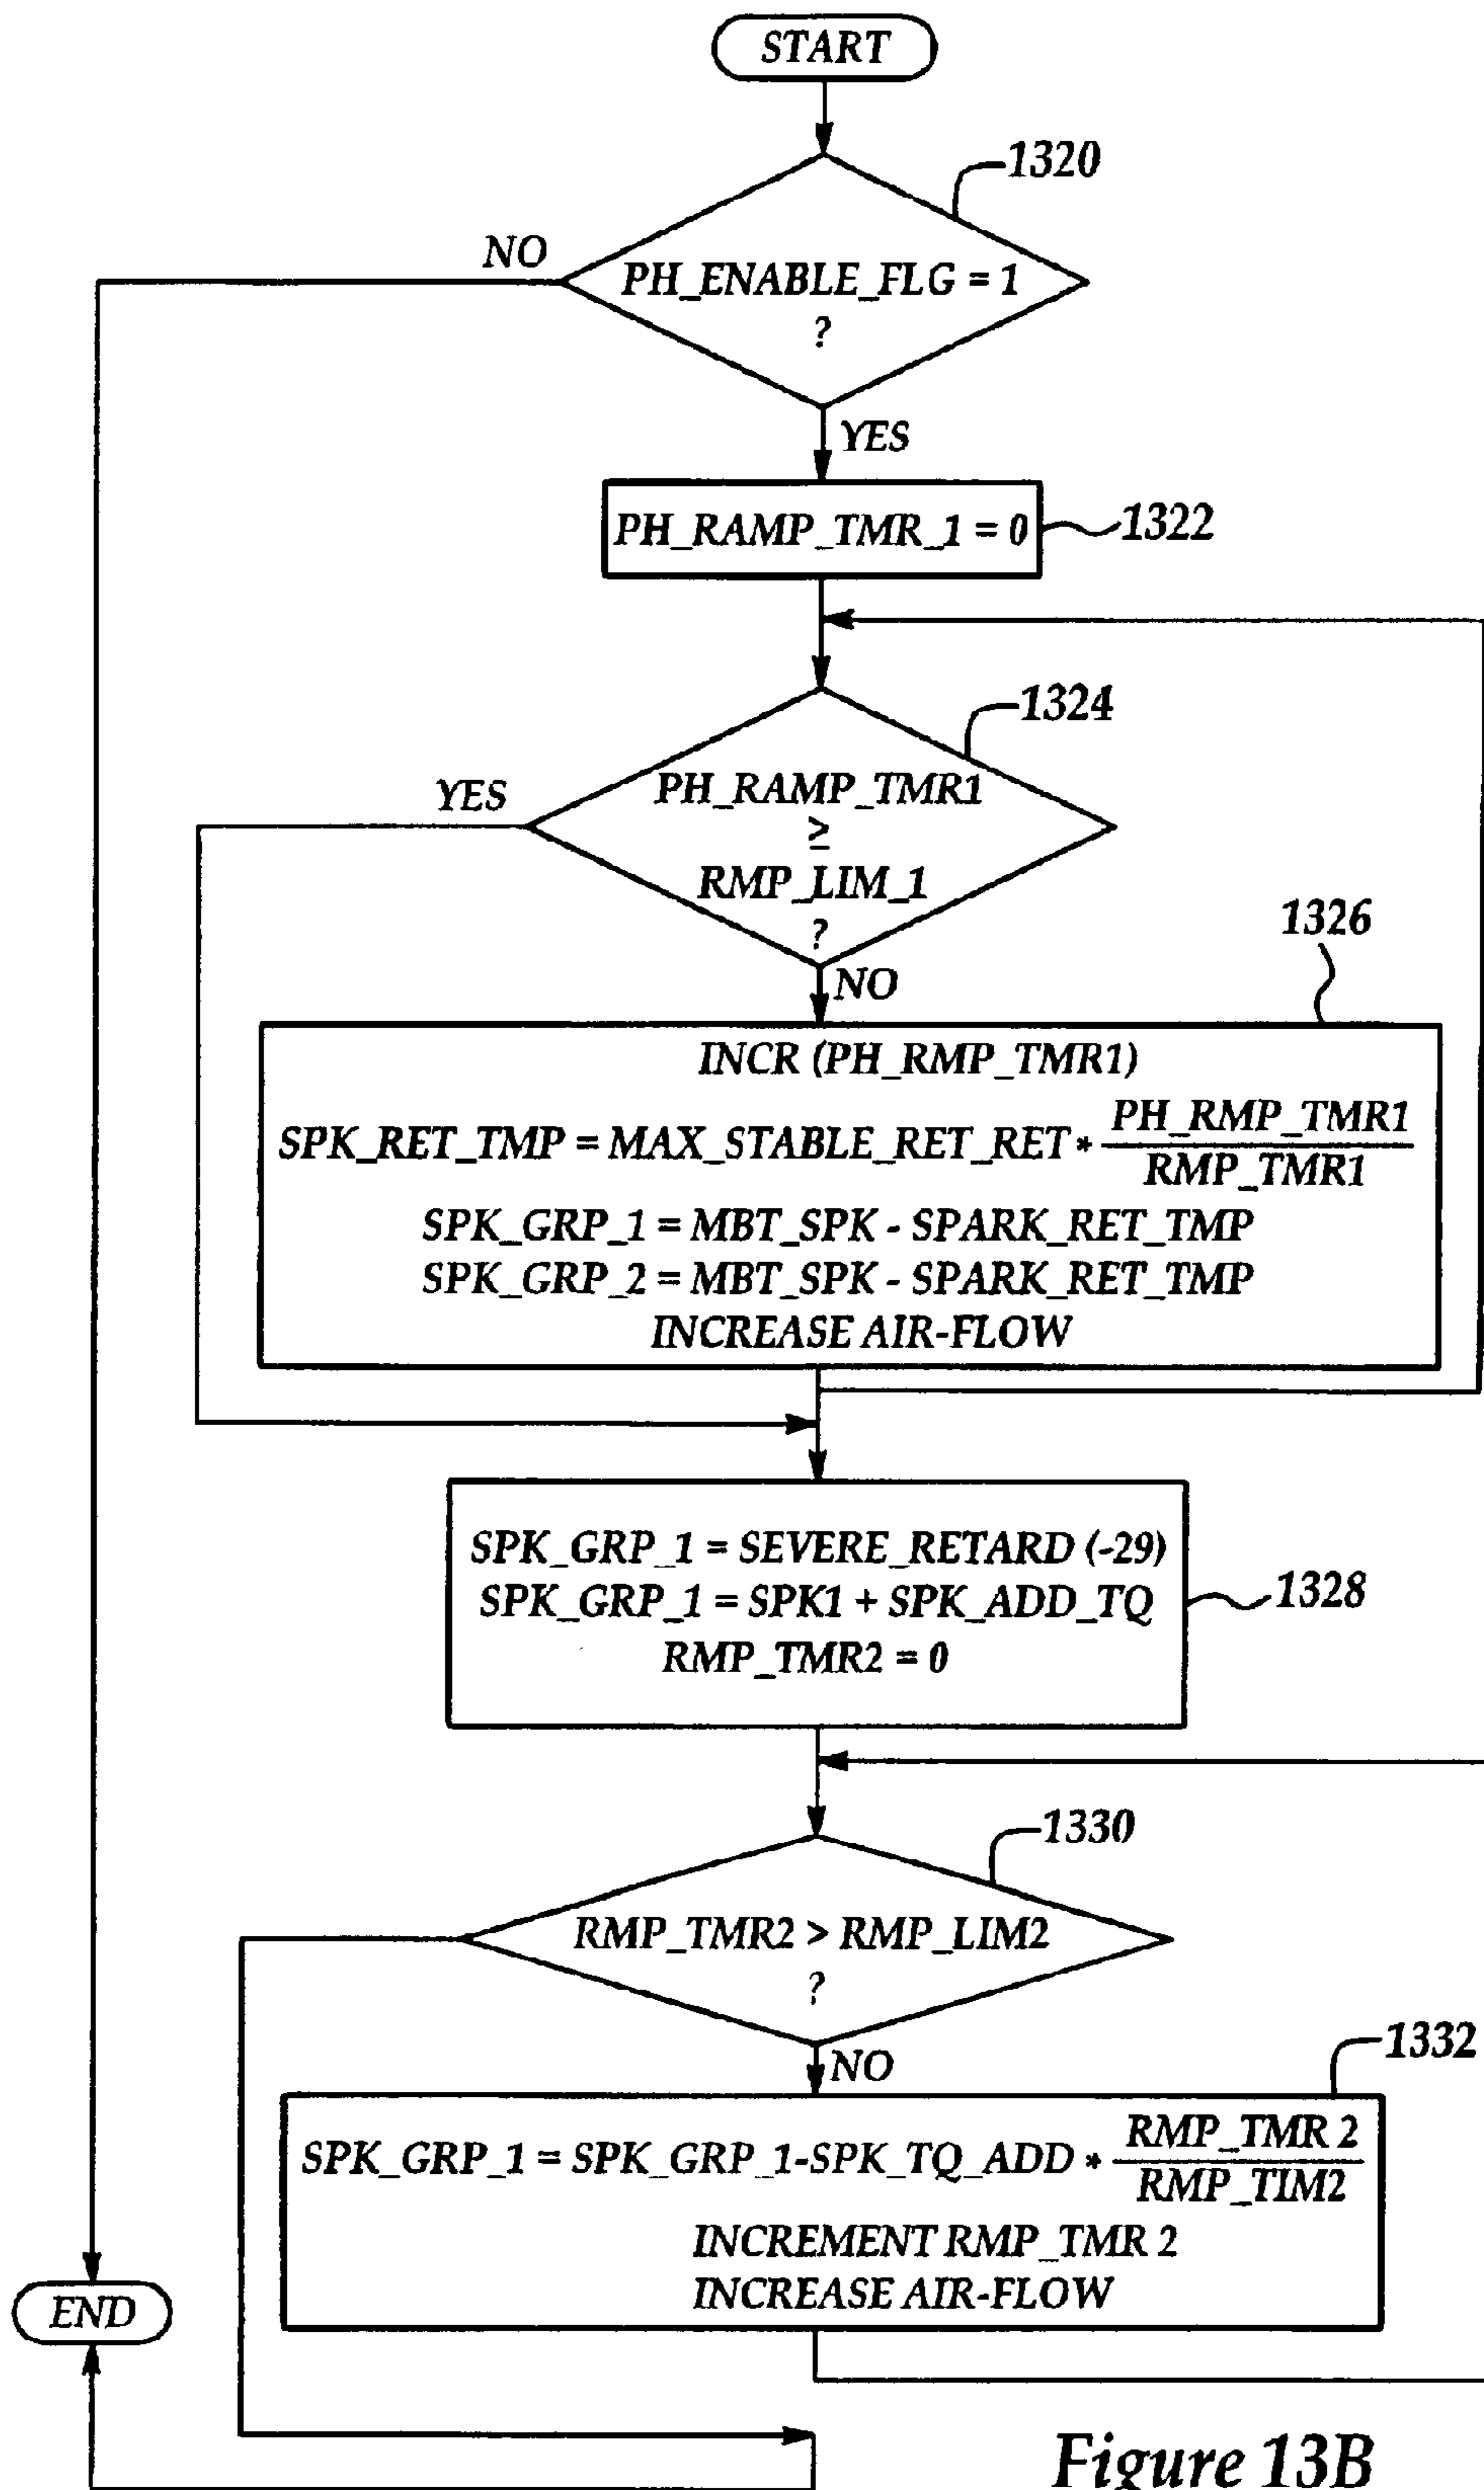 START
1320
NO
PH_ENABLE_FLG = 1
?
YES
PH_RAMP_TMR_1 = 0
1322
1324
YES
PH_RAMP_TMR1
≥
RMP_LIM_1
?
NO
1326
INCR (PH_RMP_TMR1)
SPK_RET_TMP = MAX_STABLE_RET_RET * PH_RMP_TMR1
RMP_TMR1
SPK_GRP_1 = MBT_SPK - SPARK_RET_TMP
SPK_GRP_2 = MBT_SPK - SPARK_RET_TMP
INCREASE AIR-FLOW
SPK_GRP_1 = SEVERE_RETARD (-29)
SPK_GRP_1 = SPK1 + SPK_ADD_TQ
RMP_TMR2 = 0
1328
1330
RMP_TMR2 > RMP_LIM2
?
NO
1332
SPK_GRP_1 = SPK_GRP_1-SPK_TQ_ADD * RMP_TMR 2
RMP_TIM2
INCREMENT RMP_TMR 2
INCREASE AIR-FLOW
END
Figure 13B